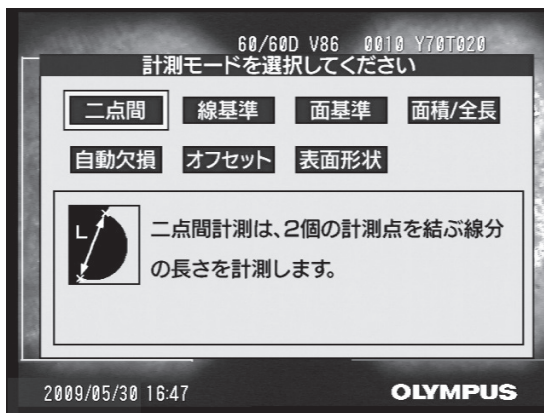 60/60D V86 0010 Y70T020
計測モードを選択してください
二点間 線基準 面基準 面積/全長
自動欠損 オフセット 表面形状
L
二点間計測は、2個の計測点を結ぶ線分
の長さを計測します。
2009/05/30 16:47 OLYMPUS